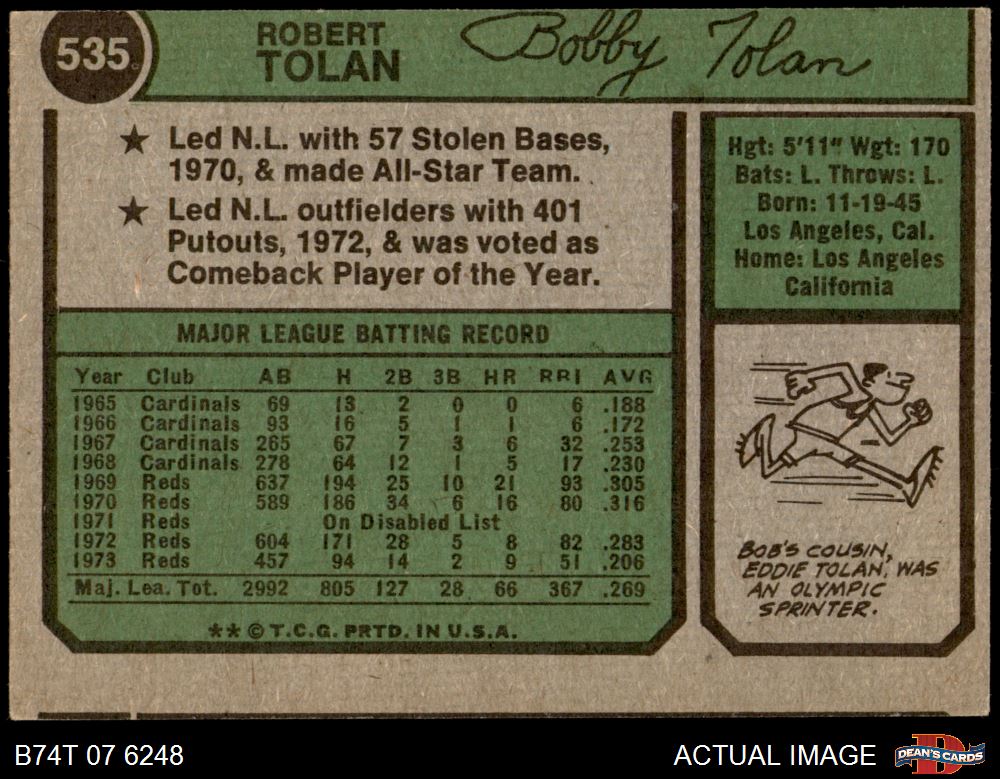 535
ROBERT
TOLAN
Bobby Tolan
★ Led N.L. with 57 Stolen Bases,
1970, & made All-Star Team.
★ Led N.L. outfielders with 401
Putouts, 1972, & was voted as
Comeback Player of the Year.
Hgt: 5'11" Wgt: 170
Bats: L. Throws: L.
Born: 11-19-45
Los Angeles, Cal.
Home: Los Angeles
California
MAJOR LEAGUE BATTING RECORD
Year Club AB H 2B 3B HR RBI AVG
1965 Cardinals 69 13 2 0 0 6 .188
1966 Cardinals 93 16 5 1 1 6 .172
1967 Cardinals 265 67 7 3 6 32 .253
1968 Cardinals 278 64 12 1 5 17 .230
1969 Reds 637 194 25 10 21 93 .305
1970 Reds 589 186 34 6 16 80 .316
1971 Reds On Disabled List
1972 Reds 604 171 28 5 8 82 .283
1973 Reds 457 94 14 2 9 51 .206
Maj. Lea. Tot. 2992 805 127 28 66 367 .269
** © T.C.G. PRTD. IN U.S.A.
BOB'S COUSIN,
EDDIE TOLAN, WAS
AN OLYMPIC
SPRINTER.
B74T 07 6248
ACTUAL IMAGE
D
DEAN'S CARDS